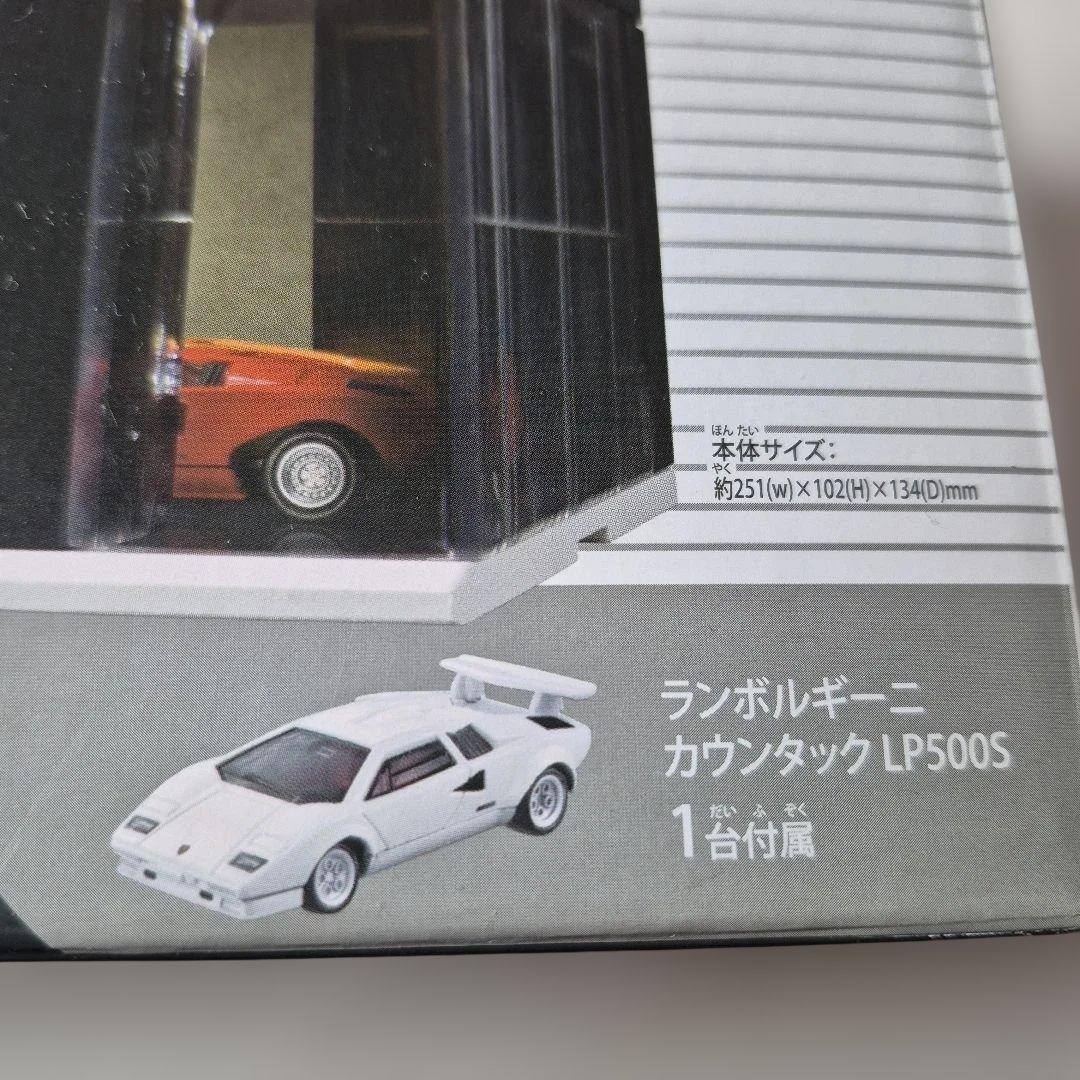 ほんたい
本体サイズ：
やく
約251(w)×102(H)×134(D)mm
ランボルギーニ
カウンタック LP500S
だい ふ ぞく
1台付属